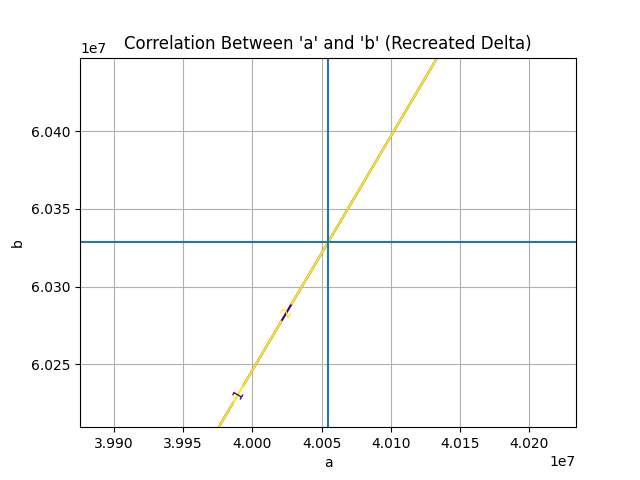 Correlation Between 'a' and 'b' (Recreated Delta)
1e7
6.040
6.035
b
6.030
6.025
2
1
3.990 3.995 4.000 4.005 4.010 4.015 4.020
a
1e7